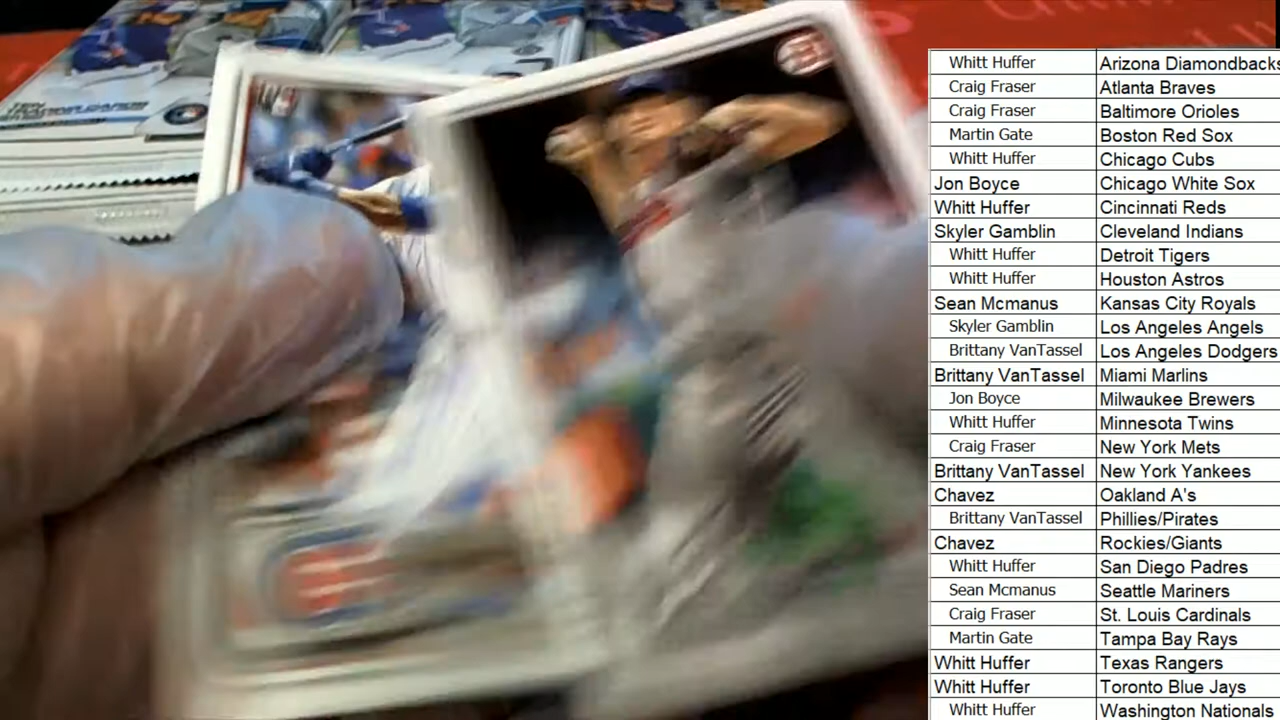 Whitt Huffer Arizona Diamondbacks
Craig Fraser Atlanta Braves
Craig Fraser Baltimore Orioles
Martin Gate Boston Red Sox
Whitt Huffer Chicago Cubs
Jon Boyce Chicago White Sox
Whitt Huffer Cincinnati Reds
Skyler Gamblin Cleveland Indians
Whitt Huffer Detroit Tigers
Whitt Huffer Houston Astros
Sean Mcmanus Kansas City Royals
Skyler Gamblin Los Angeles Angels
Brittany VanTassel Los Angeles Dodgers
Brittany VanTassel Miami Marlins
Jon Boyce Milwaukee Brewers
Whitt Huffer Minnesota Twins
Craig Fraser New York Mets
Brittany VanTassel New York Yankees
Chavez Oakland A's
Brittany VanTassel Phillies/Pirates
Chavez Rockies/Giants
Whitt Huffer San Diego Padres
Sean Mcmanus Seattle Mariners
Craig Fraser St. Louis Cardinals
Martin Gate Tampa Bay Rays
Whitt Huffer Texas Rangers
Whitt Huffer Toronto Blue Jays
Whitt Huffer Washington Nationals